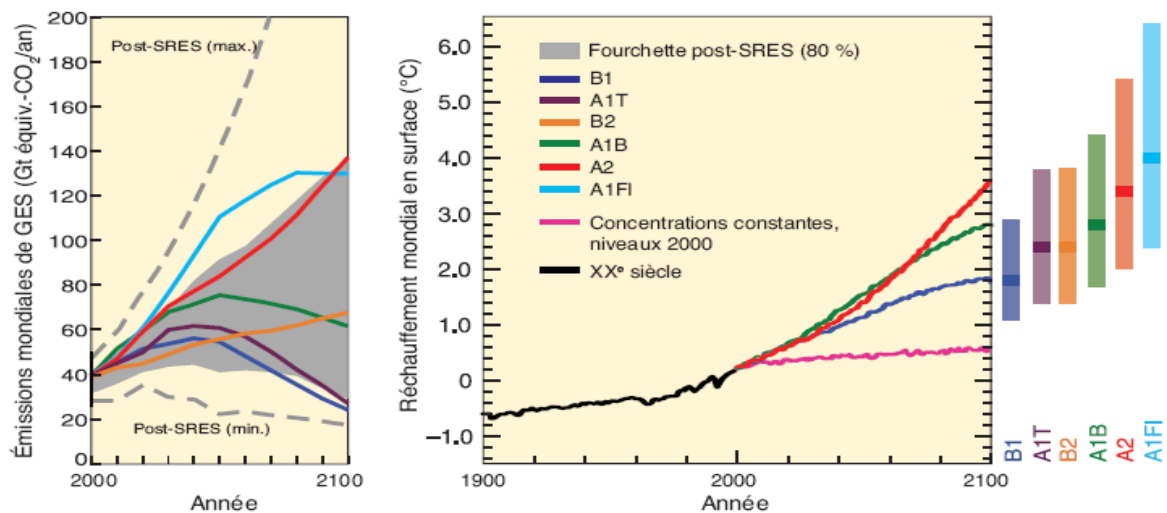 Émissions mondiales de GES (Gt équiv.-CO₂/an)
200
180
160
140
120
100
80
60
40
20
0
Post-SRES (max.)
Post-SRES (min.)
2000
2100
Année
Réchauffement mondial en surface (°C)
6.0
5.0
4.0
3.0
2.0
1.0
0
–1.0
Fourchette post-SRES (80 %)
B1
A1T
B2
A1B
A2
A1FI
Concentrations constantes,
niveaux 2000
XXᵉ siècle
1900
2000
2100
Année
B1
A1T
B2
A1B
A2
A1FI